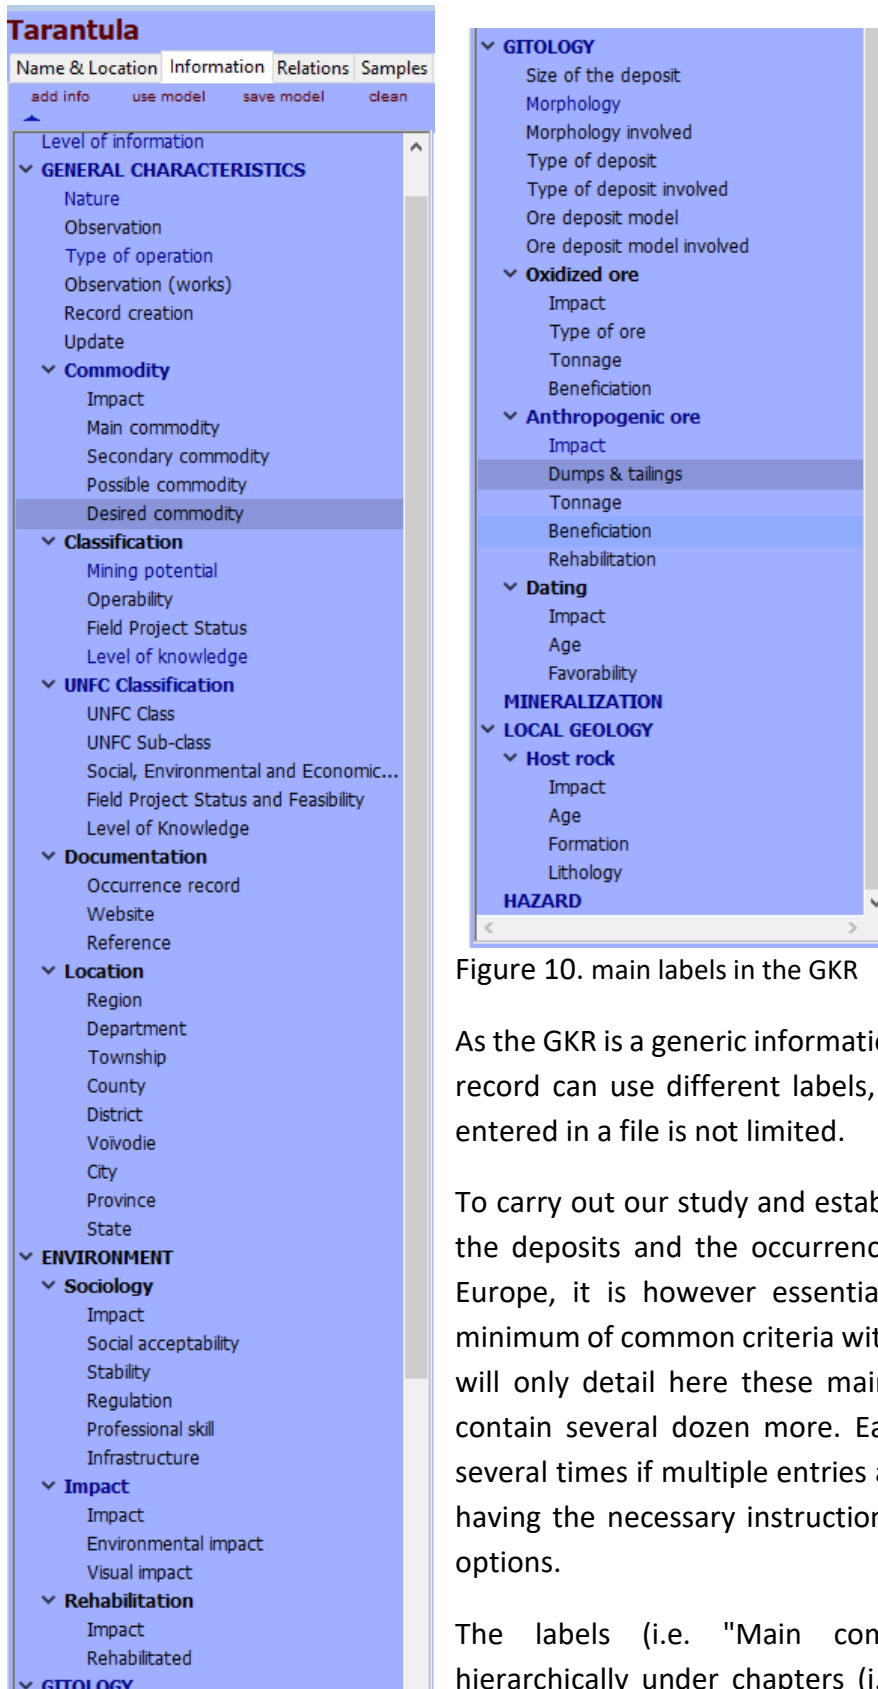 Tarantula
Name & Location Information Relations Samples
add info use model save model clean
Level of information
GENERAL CHARACTERISTICS
Nature
Observation
Type of operation
Observation (works)
Record creation
Update
Commodity
Impact
Main commodity
Secondary commodity
Possible commodity
Desired commodity
Classification
Mining potential
Operability
Field Project Status
Level of knowledge
UNFC Classification
UNFC Class
UNFC Sub-class
Social, Environmental and Economic...
Field Project Status and Feasibility
Level of Knowledge
Documentation
Occurrence record
Website
Reference
Location
Region
Department
Township
County
District
Voïvodie
City
Province
State
ENVIRONMENT
Sociology
Impact
Social acceptability
Stability
Regulation
Professional skill
Infrastructure
Impact
Impact
Environmental impact
Visual impact
Rehabilitation
Impact
Rehabilitated
GITOLOGY
GITOLOGY
Size of the deposit
Morphology
Morphology involved
Type of deposit
Type of deposit involved
Ore deposit model
Ore deposit model involved
Oxidized ore
Impact
Type of ore
Tonnage
Beneficiation
Anthropogenic ore
Impact
Dumps & tailings
Tonnage
Beneficiation
Rehabilitation
Dating
Impact
Age
Favorability
MINERALIZATION
LOCAL GEOLOGY
Host rock
Impact
Age
Formation
Lithology
HAZARD
Figure 10. main labels in the GKR
As the GKR is a generic informatic
record can use different labels,
entered in a file is not limited.
To carry out our study and estab
the deposits and the occurrenc
Europe, it is however essentia
minimum of common criteria wit
will only detail here these mair
contain several dozen more. Ea
several times if multiple entries a
having the necessary instruction
options.
The labels (i.e. "Main com
hierarchically under chapters (i.